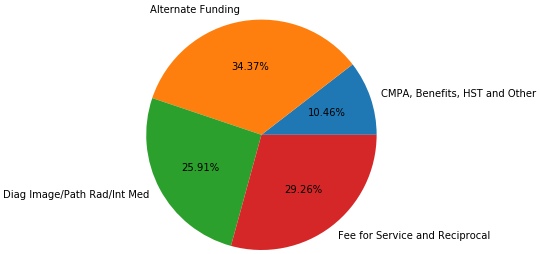 Alternate Funding
34.37%
CMPA, Benefits, HST and Other
10.46%
25.91%
29.26%
Diag Image/Path Rad/Int Med
Fee for Service and Reciprocal